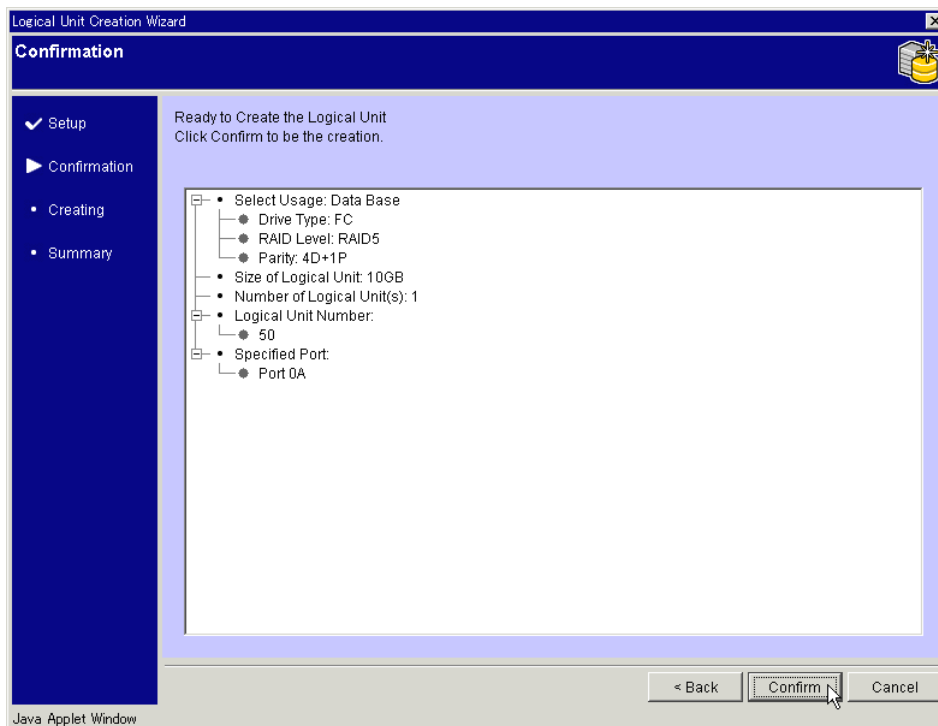 Logical Unit Creation Wizard
Confirmation
Setup
Confirmation
Creating
Summary
Ready to Create the Logical Unit
Click Confirm to be the creation.
Select Usage: Data Base
Drive Type: FC
RAID Level: RAID5
Parity: 4D+1P
Size of Logical Unit: 10GB
Number of Logical Unit(s): 1
Logical Unit Number:
50
Specified Port:
Port 0A
< Back
Confirm
Cancel
Java Applet Window